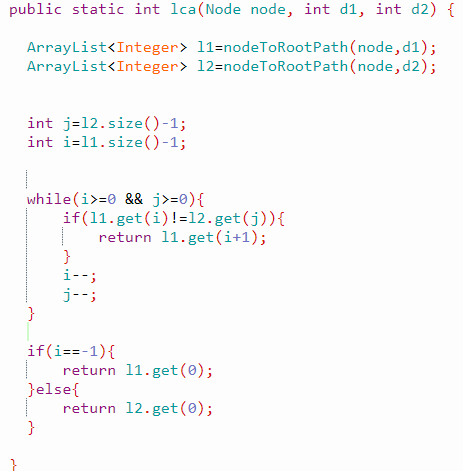 public static int lca(Node node, int d1, int d2) {
ArrayList<Integer> l1=nodeToRootPath(node,d1);
ArrayList<Integer> l2=nodeToRootPath(node,d2);
int j=l2.size()-1;
int i=l1.size()-1;
while(i>=0 && j>=0){
if(l1.get(i)!=l2.get(j)){
return l1.get(i+1);
}
i--;
j--;
}
if(i==-1){
return l1.get(0);
}else{
return l2.get(0);
}
}